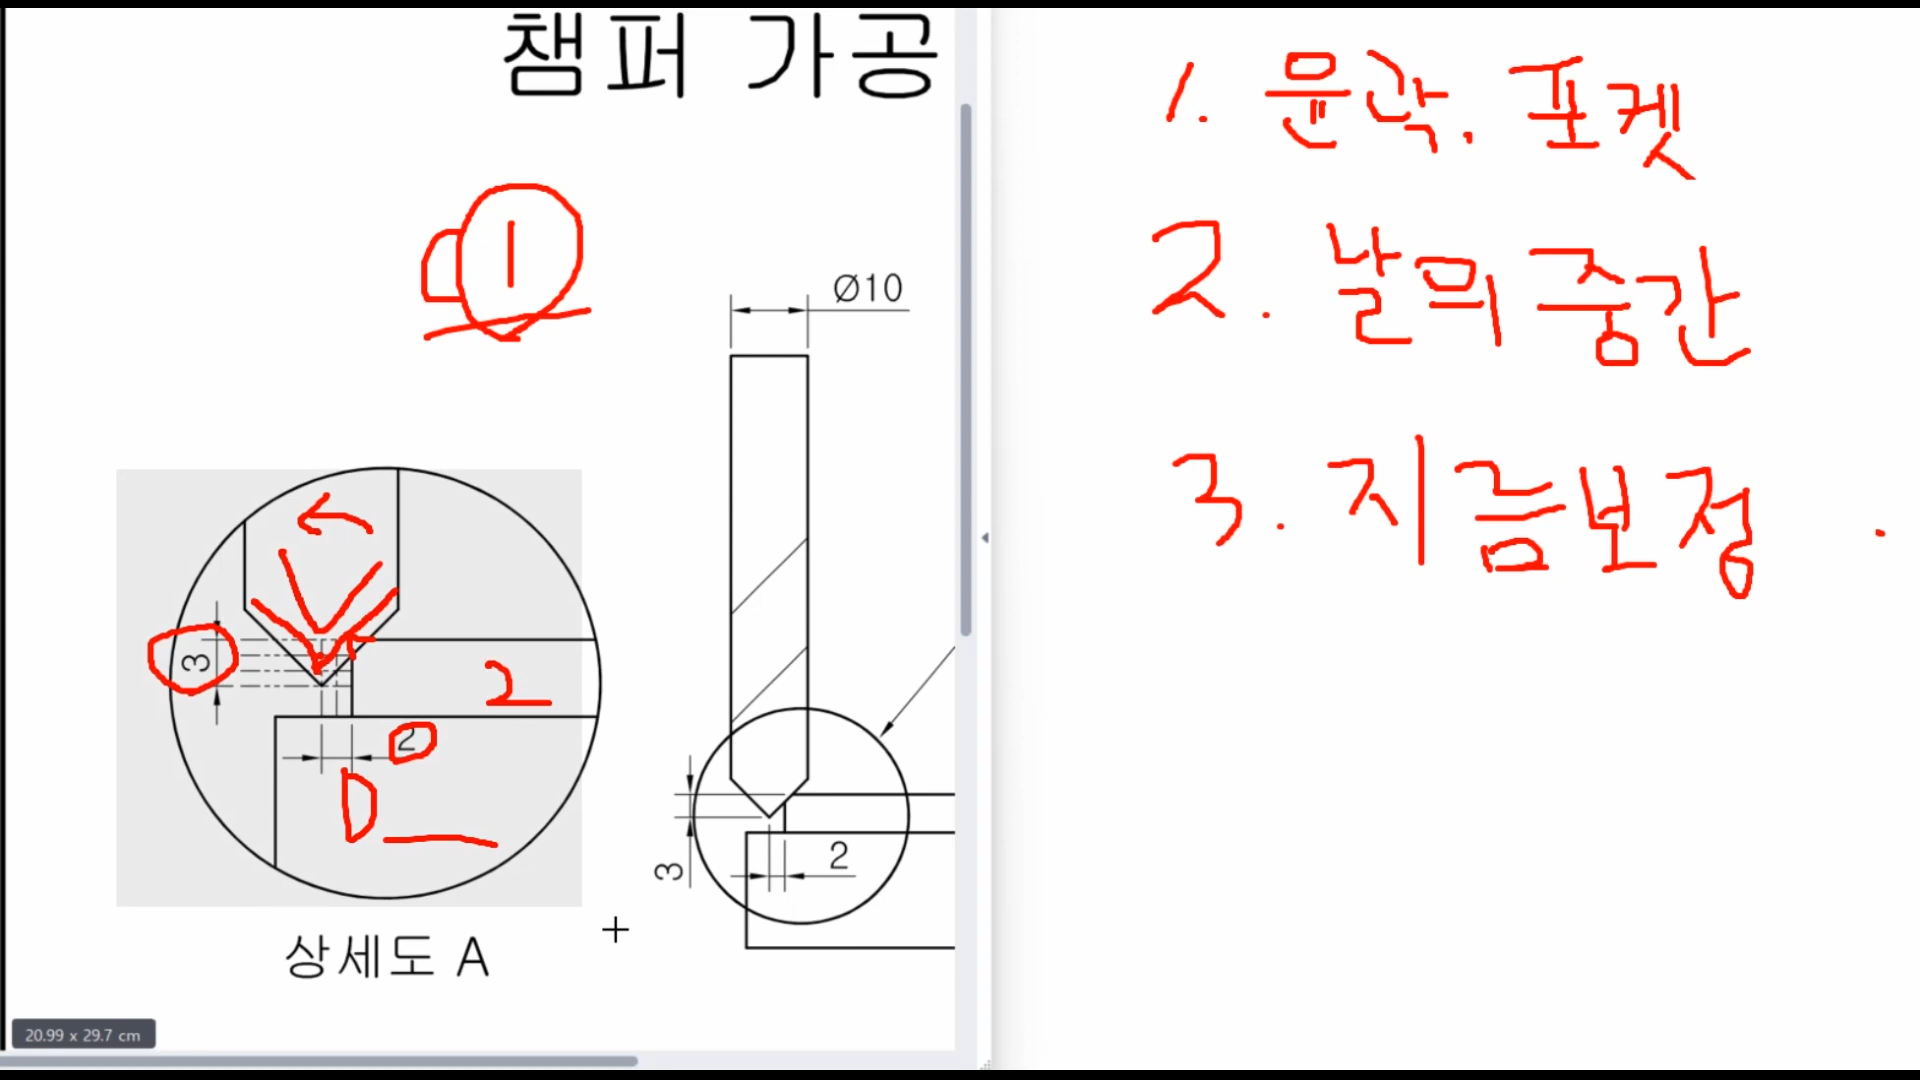 챔퍼 가공
1. 윤곽. 포켓
2. 날의 중간
3. 지름보정 .
1
Ø10
3
2
2
D
3
2
상세도 A
20.99 x 29.7 cm